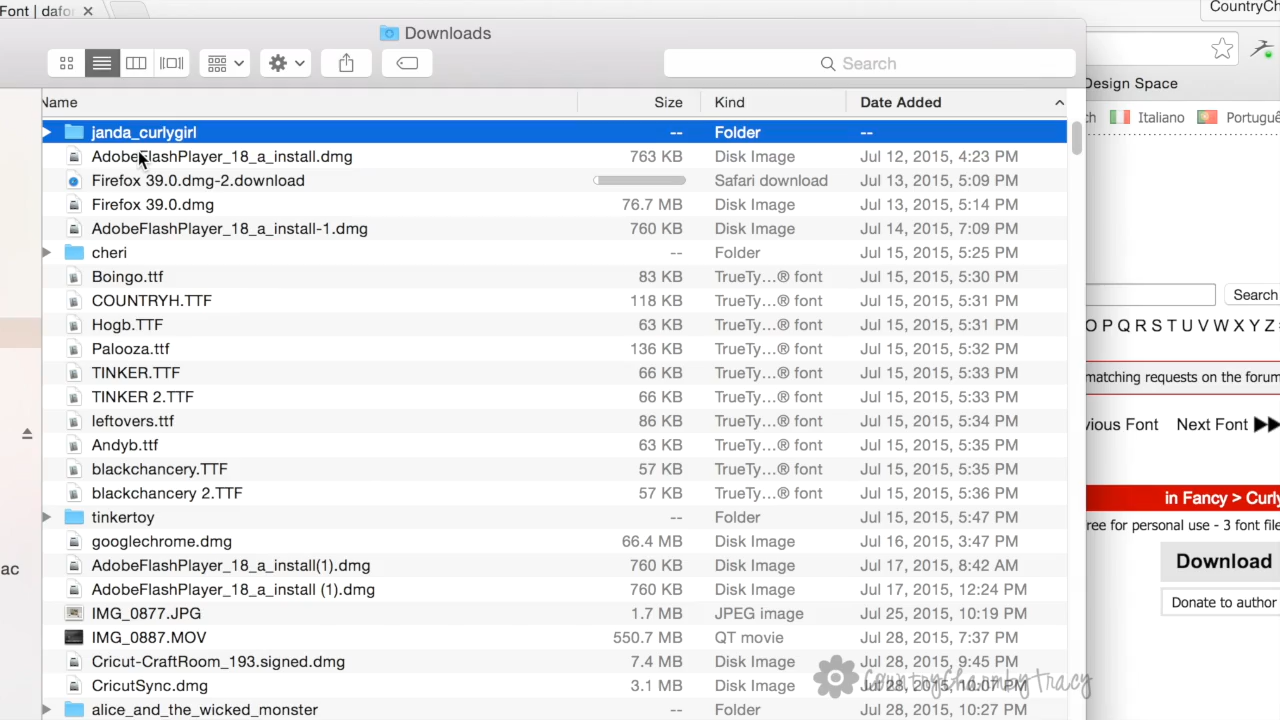 Font | dafo
CountryCh
Downloads
Search
Design Space
Name Size Kind Date Added
janda_curlygirl -- Folder --
AdobeFlashPlayer_18_a_install.dmg 763 KB Disk Image Jul 12, 2015, 4:23 PM
Firefox 39.0.dmg-2.download Safari download Jul 13, 2015, 5:09 PM
Firefox 39.0.dmg 76.7 MB Disk Image Jul 13, 2015, 5:14 PM
AdobeFlashPlayer_18_a_install-1.dmg 760 KB Disk Image Jul 14, 2015, 7:09 PM
cheri -- Folder Jul 15, 2015, 5:25 PM
Boingo.ttf 83 KB TrueTy...® font Jul 15, 2015, 5:30 PM
COUNTRYH.TTF 118 KB TrueTy...® font Jul 15, 2015, 5:31 PM
Hogb.TTF 63 KB TrueTy...® font Jul 15, 2015, 5:31 PM
Palooza.ttf 136 KB TrueTy...® font Jul 15, 2015, 5:32 PM
TINKER.TTF 66 KB TrueTy...® font Jul 15, 2015, 5:33 PM
TINKER 2.TTF 66 KB TrueTy...® font Jul 15, 2015, 5:33 PM
leftovers.ttf 86 KB TrueTy...® font Jul 15, 2015, 5:34 PM
Andyb.ttf 63 KB TrueTy...® font Jul 15, 2015, 5:35 PM
blackchancery.TTF 57 KB TrueTy...® font Jul 15, 2015, 5:35 PM
blackchancery 2.TTF 57 KB TrueTy...® font Jul 15, 2015, 5:36 PM
tinkertoy -- Folder Jul 15, 2015, 5:47 PM
googlechrome.dmg 66.4 MB Disk Image Jul 16, 2015, 3:47 PM
AdobeFlashPlayer_18_a_install(1).dmg 760 KB Disk Image Jul 17, 2015, 8:42 AM
AdobeFlashPlayer_18_a_install (1).dmg 760 KB Disk Image Jul 17, 2015, 12:24 PM
IMG_0877.JPG 1.7 MB JPEG image Jul 25, 2015, 10:19 PM
IMG_0887.MOV 550.7 MB QT movie Jul 28, 2015, 7:37 PM
Cricut-CraftRoom_193.signed.dmg 7.4 MB Disk Image Jul 28, 2015, 9:45 PM
CricutSync.dmg 3.1 MB Disk Image Jul 28, 2015, 10:07 PM
alice_and_the_wicked_monster -- Folder Jul 28, 2015, 10:27 PM
ac
ch Italiano Português
Search
O P Q R S T U V W X Y Z
matching requests on the forum
vious Font Next Font
in Fancy > Curly
ree for personal use - 3 font file
Download
Donate to author
CountryCharmbyTracy